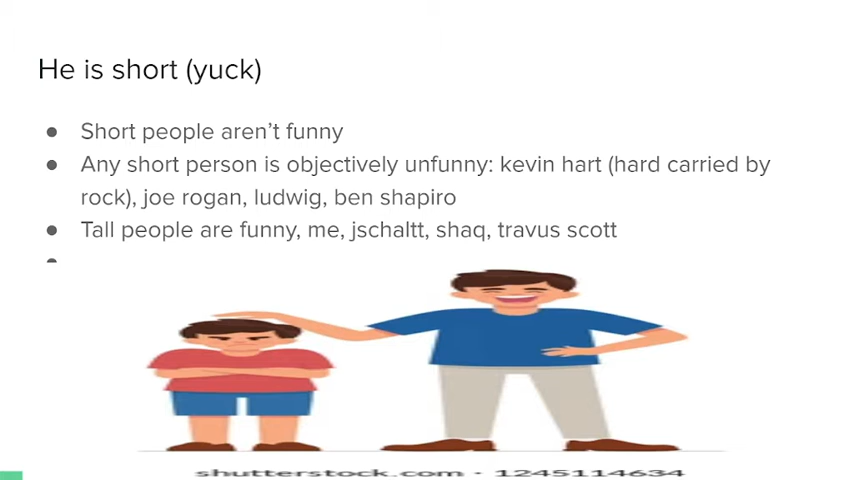 He is short (yuck)
● Short people aren't funny
● Any short person is objectively unfunny: kevin hart (hard carried by
rock), joe rogan, ludwig, ben shapiro
● Tall people are funny, me, jschaltt, shaq, travus scott
shutterstock.com · 1245114634